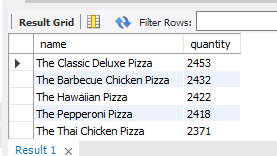 Result Grid Filter Rows:
name quantity
The Classic Deluxe Pizza 2453
The Barbecue Chicken Pizza 2432
The Hawaiian Pizza 2422
The Pepperoni Pizza 2418
The Thai Chicken Pizza 2371
Result 1 ×